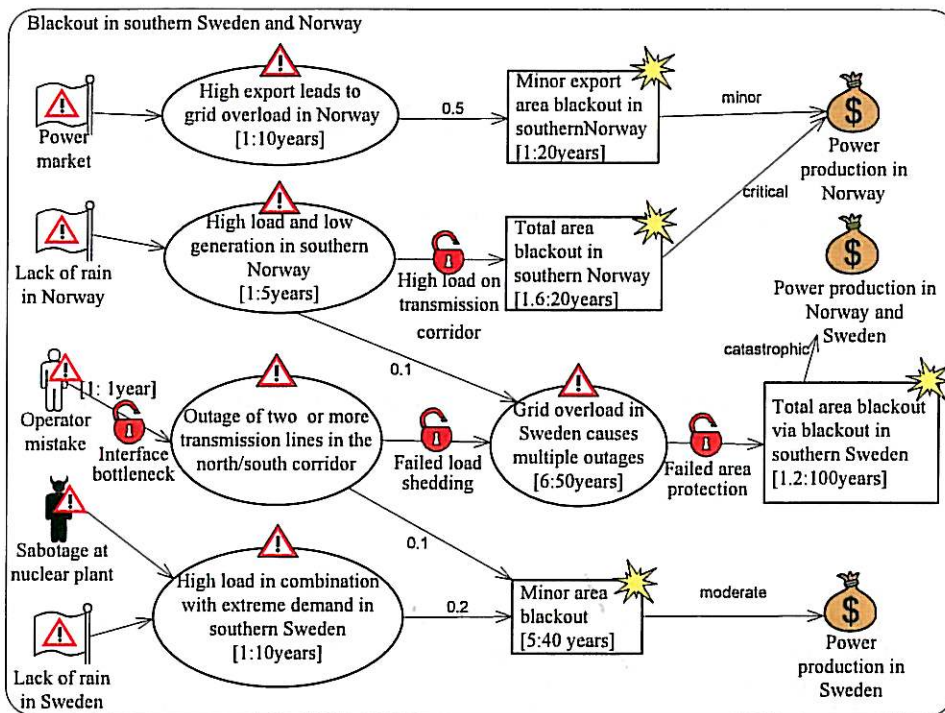 Blackout in southern Sweden and Norway
Power
market
High export leads to
grid overload in Norway
[1:10years]
0.5
Minor export
area blackout in
southernNorway
[1:20years]
minor
Power
production in
Norway
Lack of rain
in Norway
High load and low
generation in southern
Norway
[1:5years]
High load on
transmission
corridor
Total area
blackout in
southern Norway
[1.6:20years]
critical
Power production in
Norway and
Sweden
0.1
catastrophic
[1: 1year]
Operator
mistake
Interface
bottleneck
Outage of two or more
transmission lines in the
north/south corridor
Failed load
shedding
Grid overload in
Sweden causes
multiple outages
[6:50years]
Failed area
protection
Total area blackout
via blackout in
southern Sweden
[1.2:100years]
Sabotage at
nuclear plant
0.1
High load in combination
with extreme demand in
southern Sweden
[1:10years]
0.2
Minor area
blackout
[5:40 years]
moderate
Power
production in
Sweden
Lack of rain
in Sweden